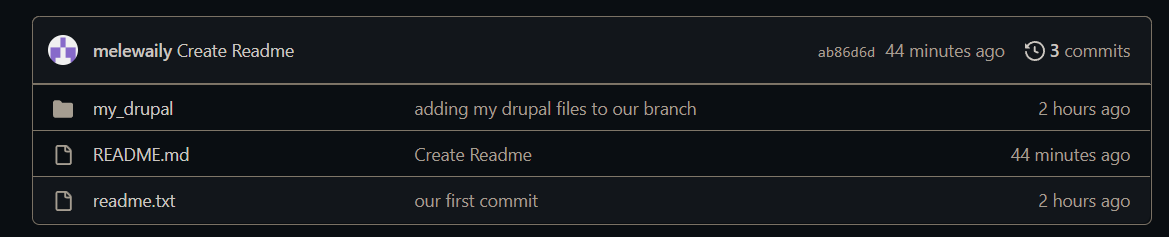 melewaily Create Readme ab86d6d 44 minutes ago 3 commits
my_drupal adding my drupal files to our branch 2 hours ago
README.md Create Readme 44 minutes ago
readme.txt our first commit 2 hours ago